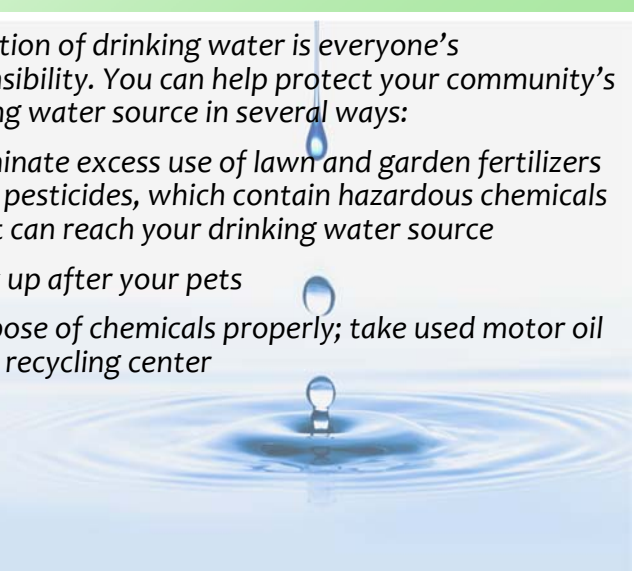 tion of drinking water is everyone's
sibility. You can help protect your community's
ng water source in several ways:
inate excess use of lawn and garden fertilizers
pesticides, which contain hazardous chemicals
t can reach your drinking water source
up after your pets
ose of chemicals properly; take used motor oil
recycling center